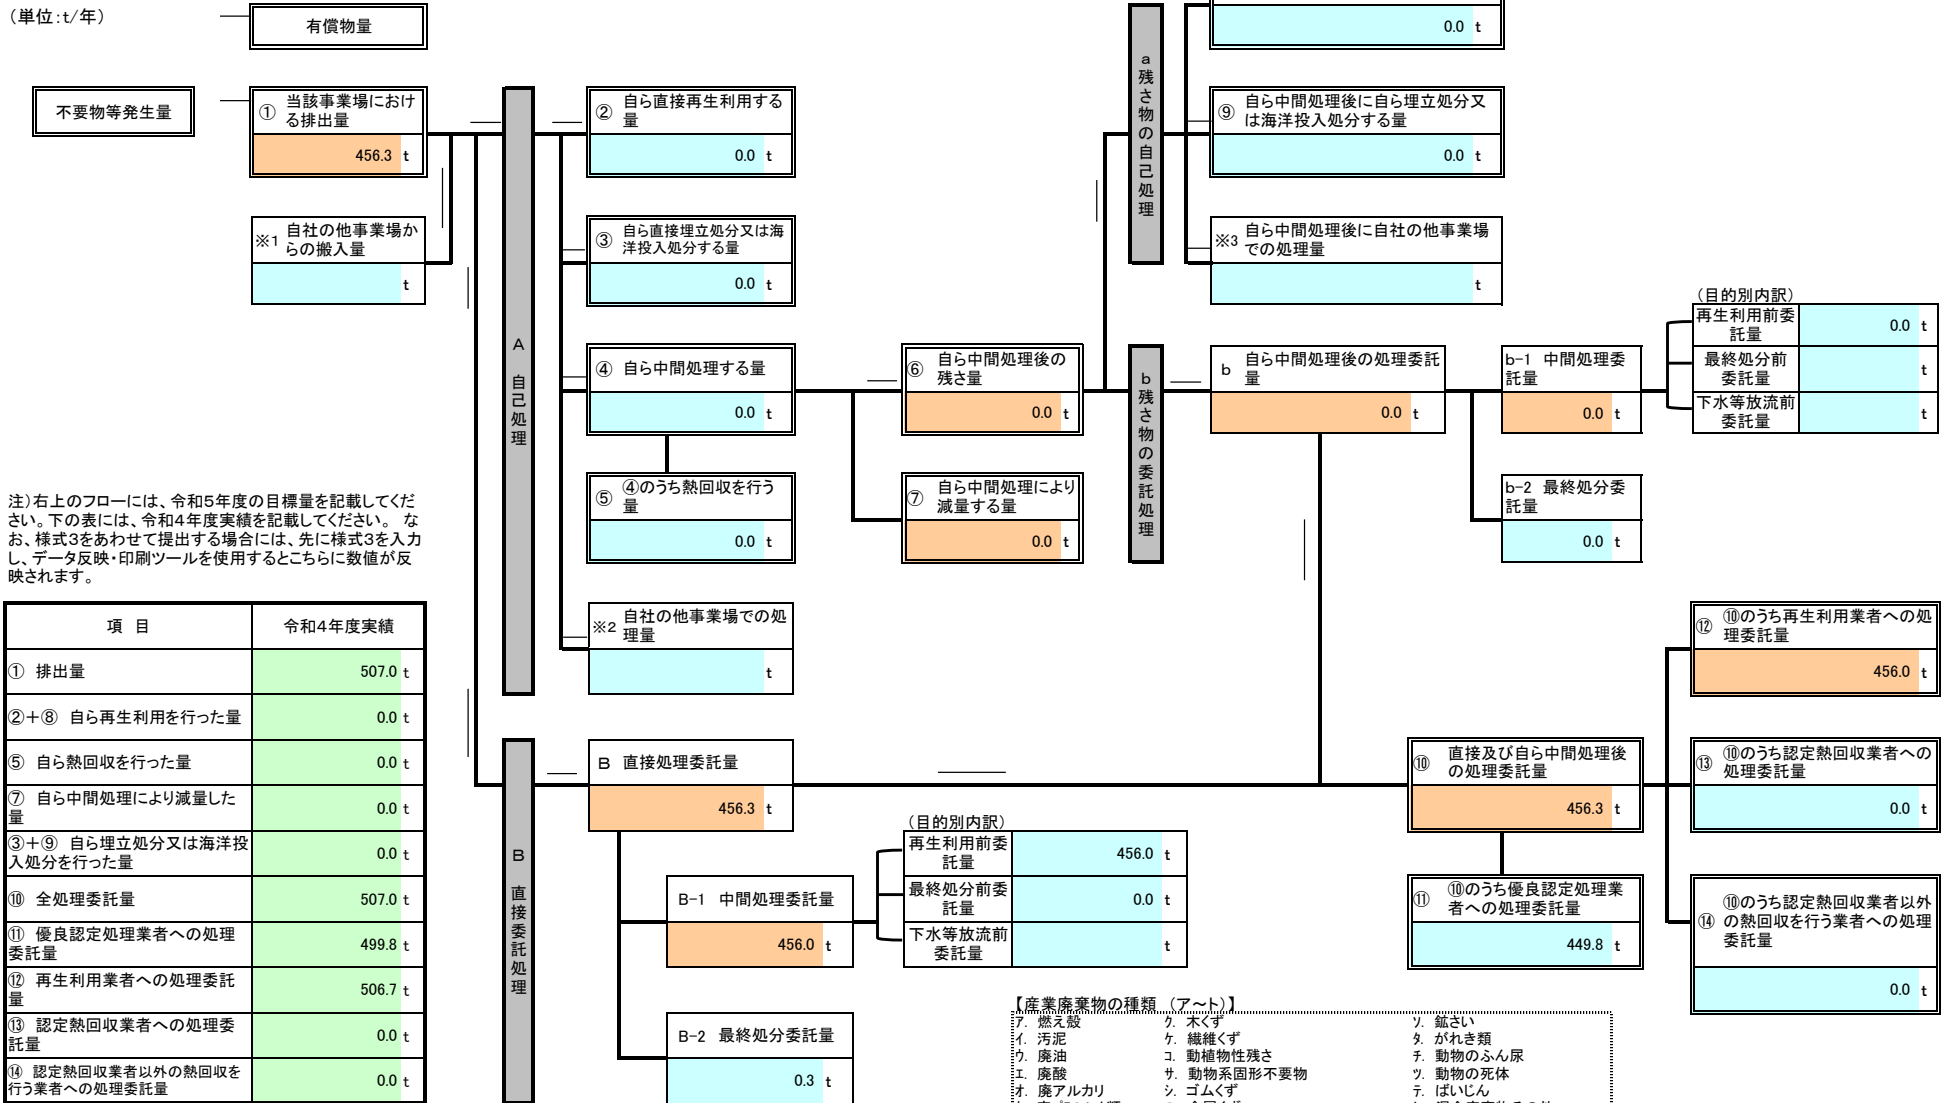 （単位：t/年）
有償物量
0.0 t
不要物等発生量
① 当該事業場におけ
る排出量
456.3 t
※1 自社の他事業場か
らの搬入量
t
A 自己処理
② 自ら直接再生利用する
量
0.0 t
③ 自ら直接埋立処分又は海
洋投入処分する量
0.0 t
④ 自ら中間処理する量
0.0 t
⑤ ④のうち熱回収を行う
量
0.0 t
※2 自社の他事業場での処
理量
t
⑥ 自ら中間処理後の
残さ量
0.0 t
⑦ 自ら中間処理により
減量する量
0.0 t
a 残さ物の自己処理
⑨ 自ら中間処理後に自ら埋立処分又
は海洋投入処分する量
0.0 t
※3 自ら中間処理後に自社の他事業場
での処理量
t
b 残さ物の委託処理
b 自ら中間処理後の処理委託
量
0.0 t
b-1 中間処理委
託量
0.0 t
b-2 最終処分委
託量
0.0 t
（目的別内訳）
再生利用前委
託量
0.0 t
最終処分前
委託量
t
下水等放流前
委託量
t
注）右上のフローには、令和５年度の目標量を記載してくだ
さい。下の表には、令和４年度実績を記載してください。 な
お、様式３をあわせて提出する場合には、先に様式３を入力
し、データ反映・印刷ツールを使用するとこちらに数値が反
映されます。
項 目 令和４年度実績
① 排出量 507.0 t
②＋⑧ 自ら再生利用を行った量 0.0 t
⑤ 自ら熱回収を行った量 0.0 t
⑦ 自ら中間処理により減量した
量 0.0 t
③＋⑨ 自ら埋立処分又は海洋投
入処分を行った量 0.0 t
⑩ 全処理委託量 507.0 t
⑪ 優良認定処理業者への処理
委託量 499.8 t
⑫ 再生利用業者への処理委託
量 506.7 t
⑬ 認定熱回収業者への処理委
託量 0.0 t
⑭ 認定熱回収業者以外の熱回収を
行う業者への処理委託量 0.0 t
B 直接委託処理
B 直接処理委託量
456.3 t
B-1 中間処理委託量
456.0 t
B-2 最終処分委託量
0.3 t
（目的別内訳）
再生利用前委
託量
456.0 t
最終処分前委
託量
0.0 t
下水等放流前
委託量
t
⑩ 直接及び自ら中間処理後
の処理委託量
456.3 t
⑪ ⑩のうち優良認定処理業
者への処理委託量
449.8 t
⑫ ⑩のうち再生利用業者への処
理委託量
456.0 t
⑬ ⑩のうち認定熱回収業者への
処理委託量
0.0 t
⑭ ⑩のうち認定熱回収業者以外
の熱回収を行う業者への処理
委託量
0.0 t
【産業廃棄物の種類 （ア～ト）】
ア. 燃え殻 ク. 木くず ソ. 鉱さい
イ. 汚泥 ケ. 繊維くず タ. がれき類
ウ. 廃油 コ. 動植物性残さ チ. 動物のふん尿
エ. 廃酸 サ. 動物系固形不要物 ツ. 動物の死体
オ. 廃アルカリ シ. ゴムくず テ. ばいじん